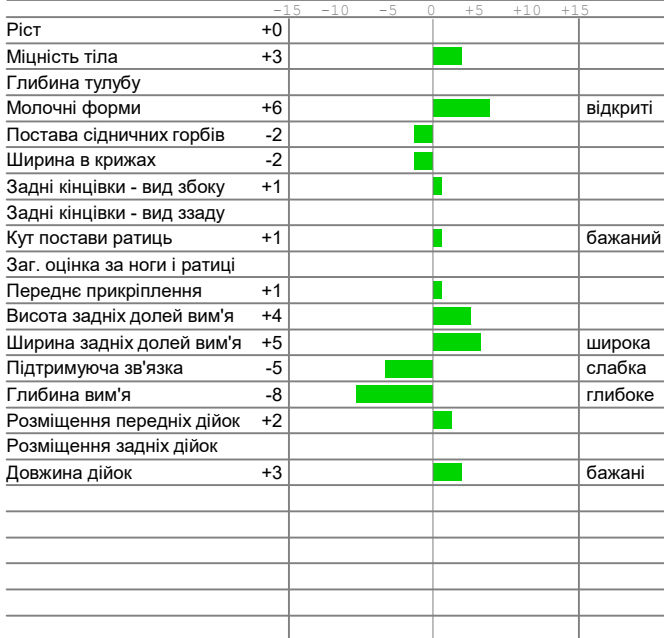 -15 -10 -5 0 +5 +10 +15
Ріст +0
Міцність тіла +3
Глибина тулубу
Молочні форми +6 відкриті
Постава сідничних горбів -2
Ширина в крижах -2
Задні кінцівки - вид збоку +1
Задні кінцівки - вид ззаду
Кут постави ратиць +1 бажаний
Заг. оцінка за ноги і ратиці
Переднє прикріплення +1
Висота задніх долей вим'я +4
Ширина задніх долей вим'я +5 широка
Підтримуюча зв'язка -5 слабка
Глибина вим'я -8 глибоке
Розміщення передніх дійок +2
Розміщення задніх дійок
Довжина дійок +3 бажані